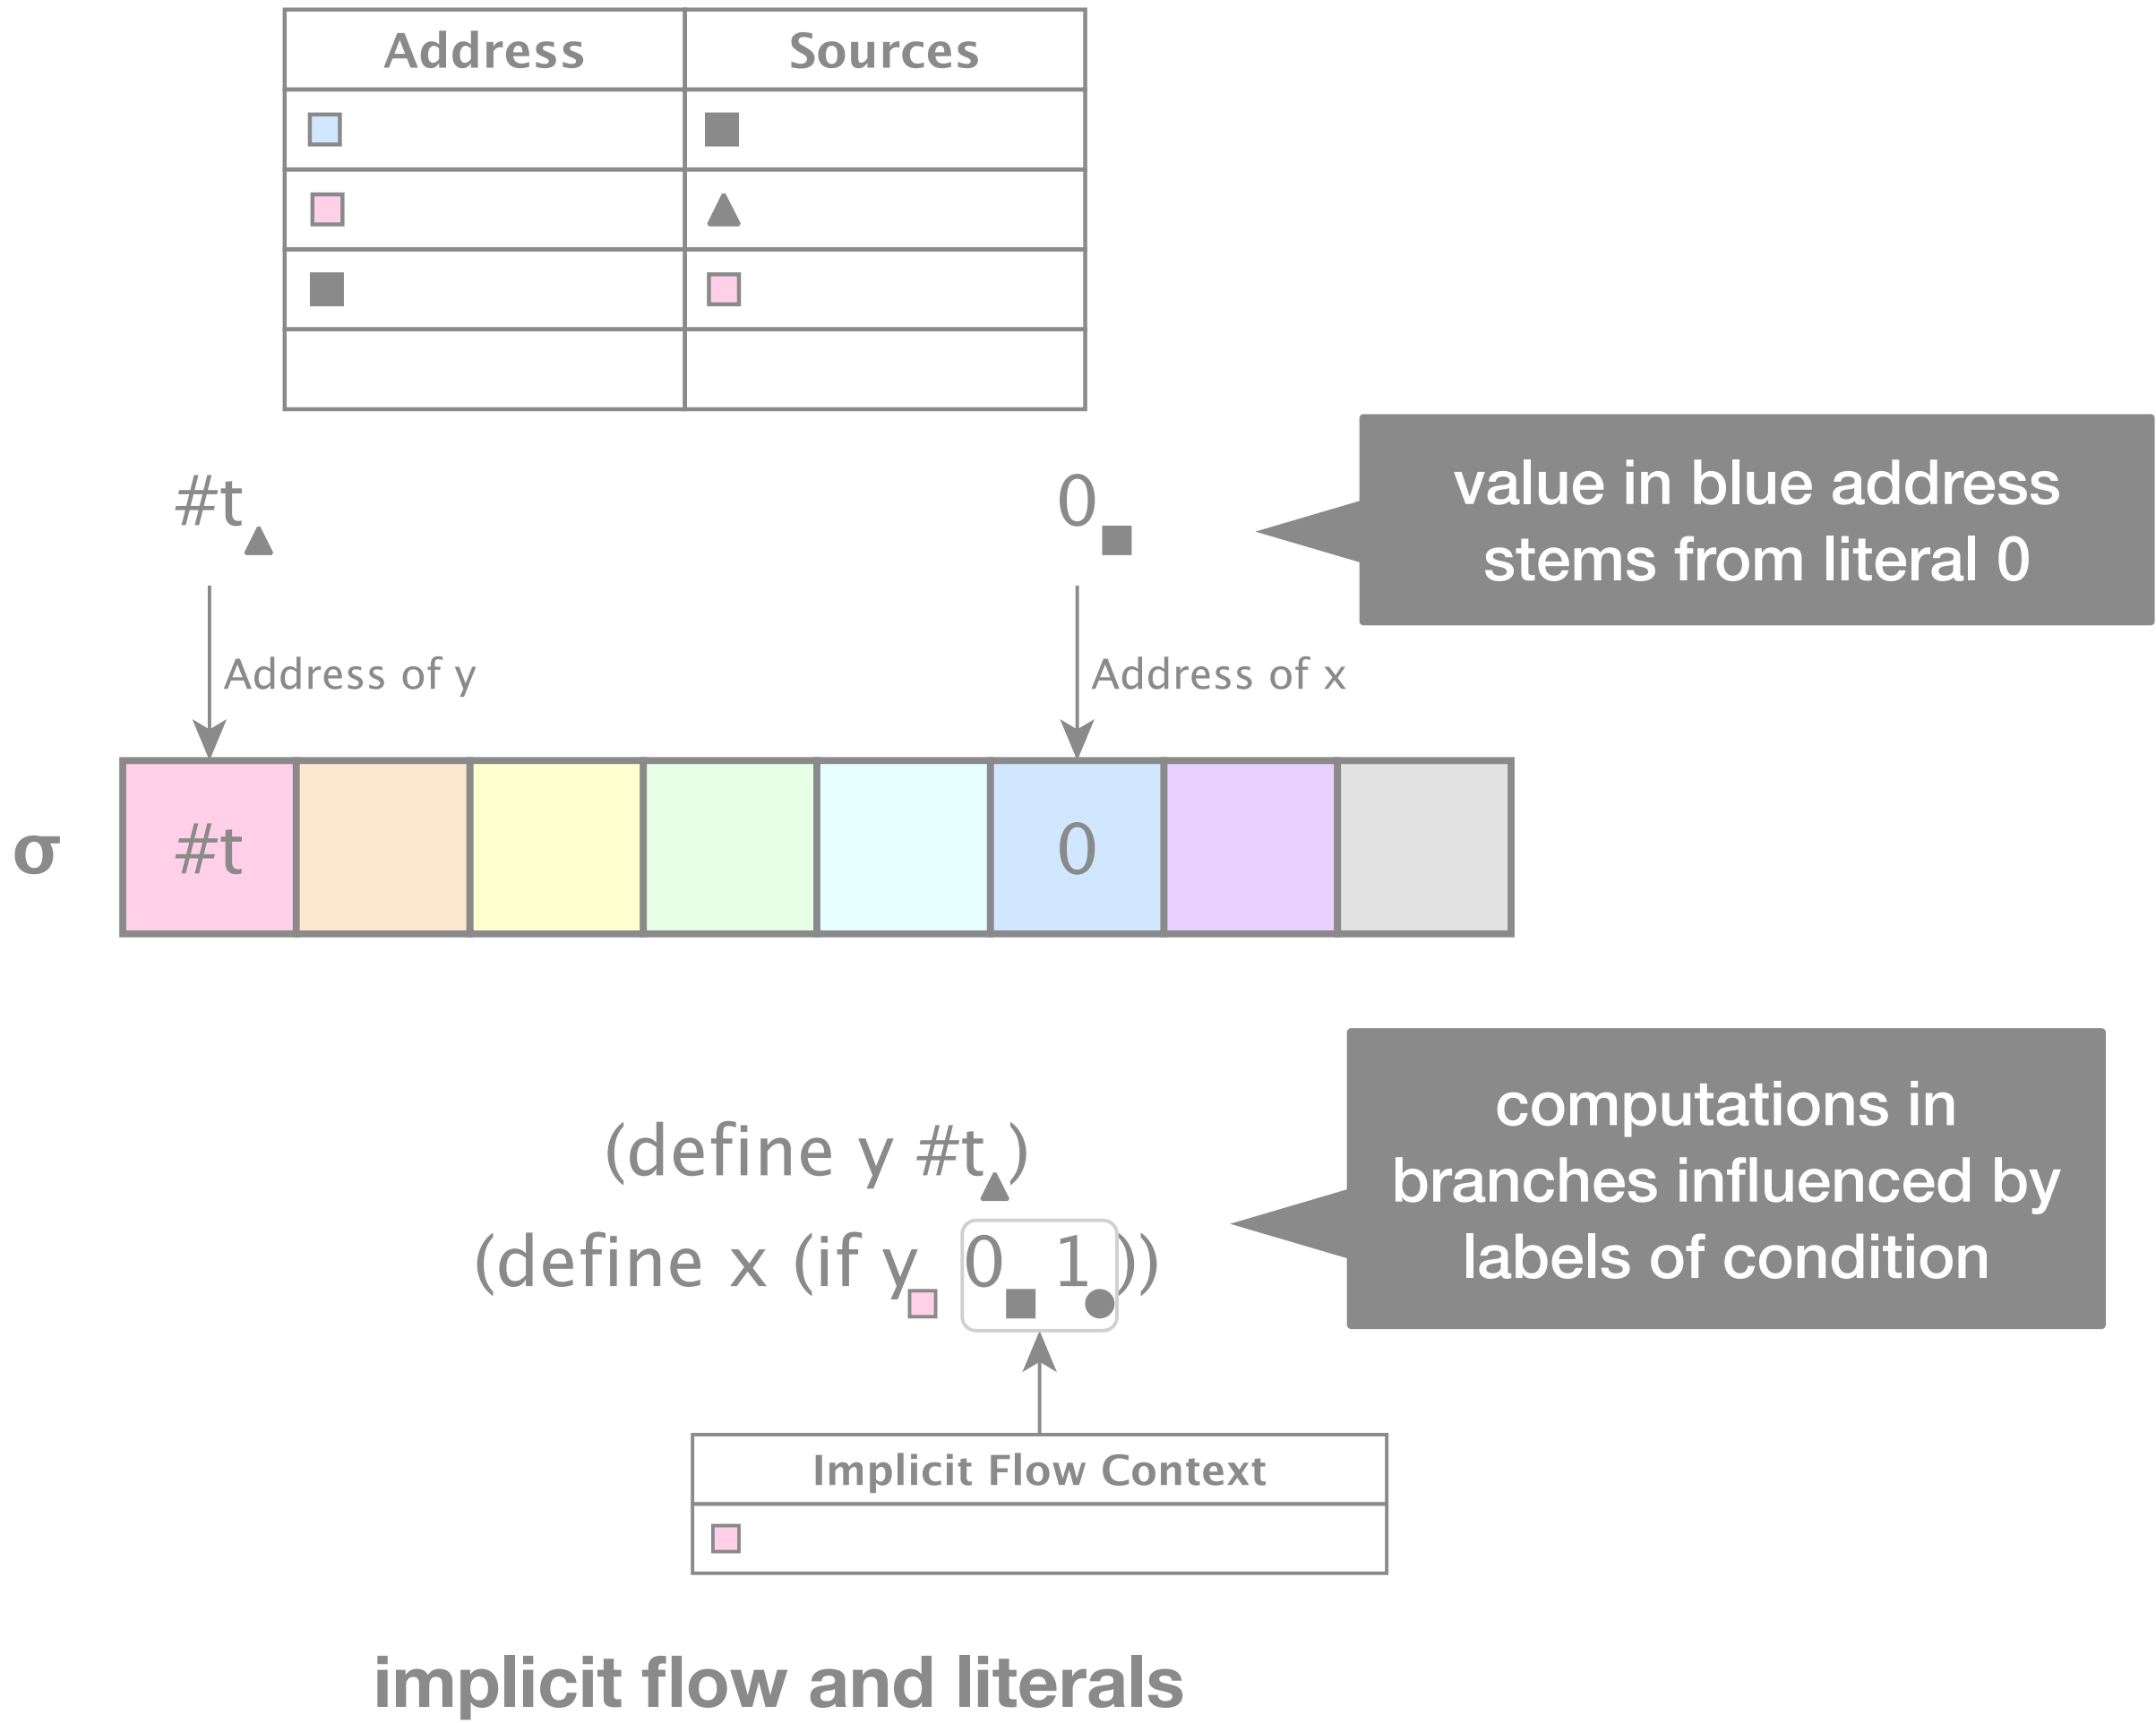 Address Sources
#t 0
value in blue address
stems from literal 0
Address of y Address of x
σ #t 0
(define y #t)
(define x (if y 0 1))
computations in
branches influenced by
labels of condition
Implicit Flow Context
implicit flow and literals